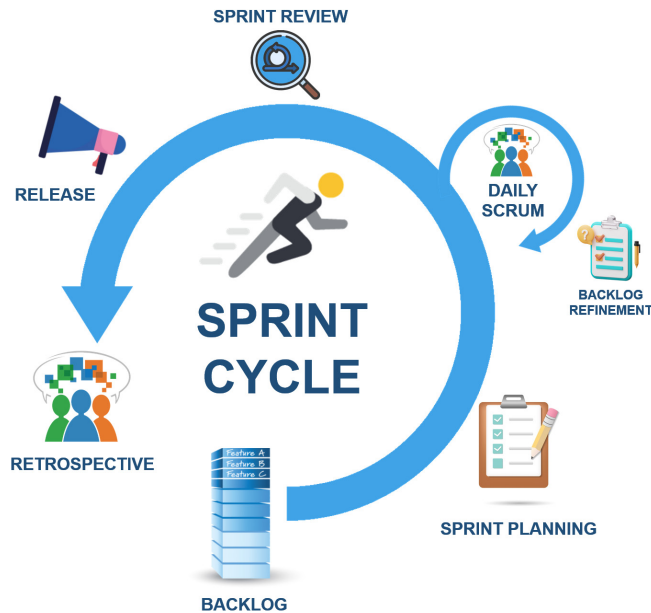 SPRINT REVIEW
RELEASE
DAILY
SCRUM
BACKLOG
REFINEMENT
SPRINT
CYCLE
RETROSPECTIVE
Feature A
Feature B
Feature C
SPRINT PLANNING
BACKLOG